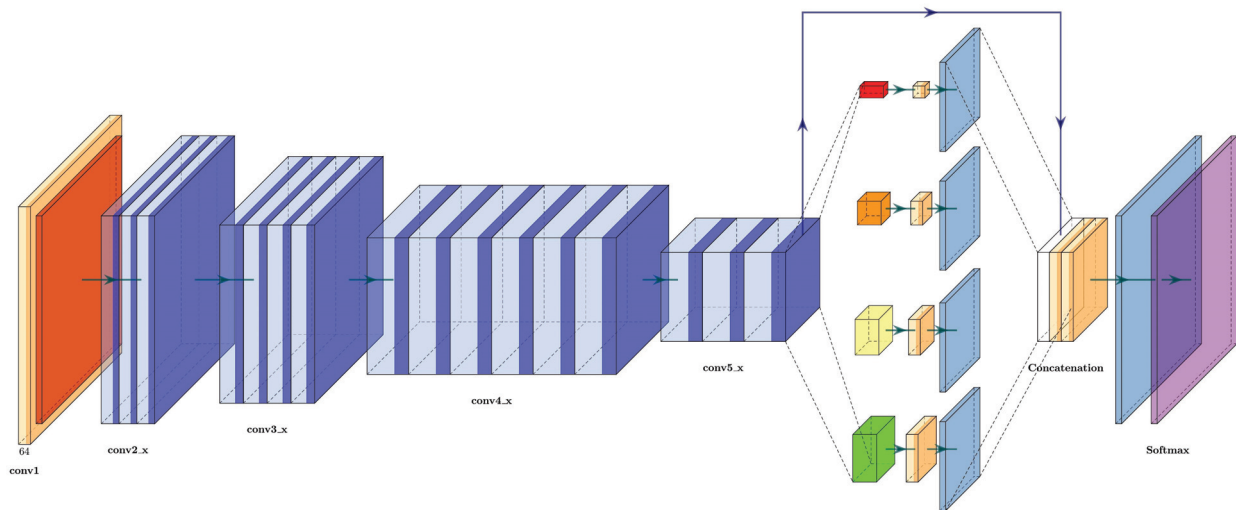 64
conv1
conv2_x
conv3_x
conv4_x
conv5_x
Concatenation
Softmax